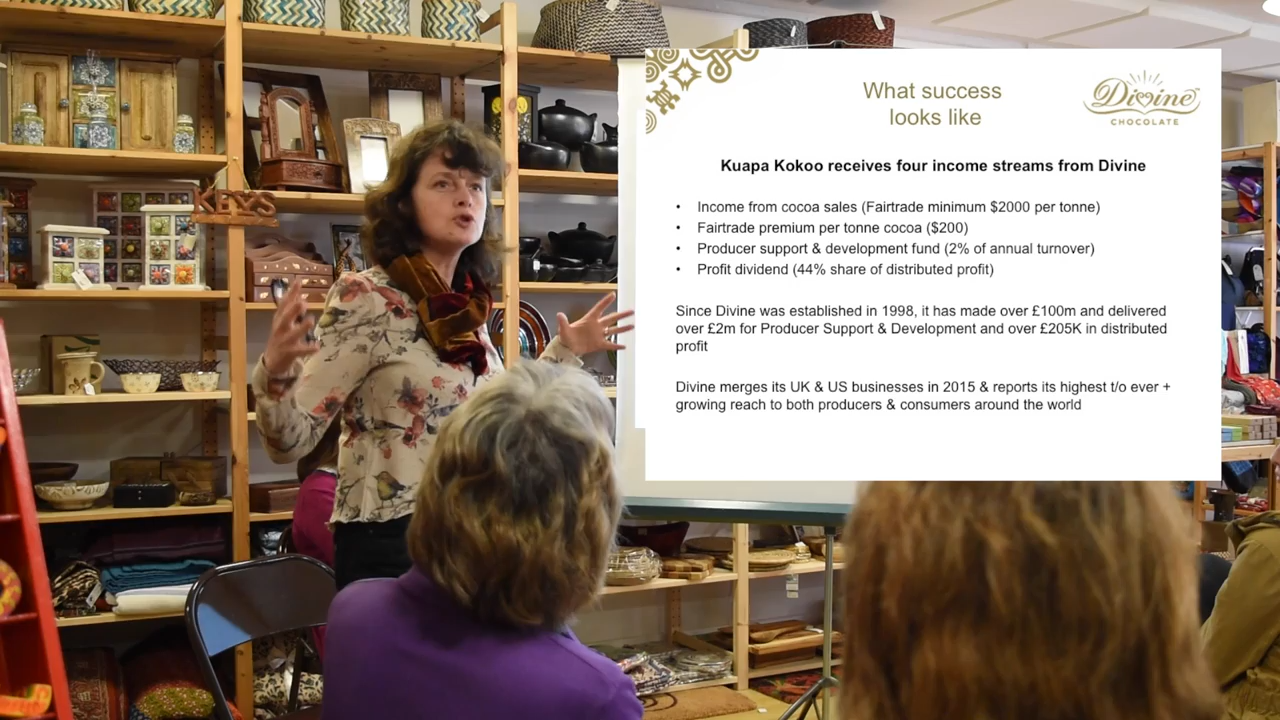 What success
looks like
Divine
CHOCOLATE
Kuapa Kokoo receives four income streams from Divine
• Income from cocoa sales (Fairtrade minimum $2000 per tonne)
• Fairtrade premium per tonne cocoa ($200)
• Producer support & development fund (2% of annual turnover)
• Profit dividend (44% share of distributed profit)
Since Divine was established in 1998, it has made over £100m and delivered
over £2m for Producer Support & Development and over £205K in distributed
profit
Divine merges its UK & US businesses in 2015 & reports its highest t/o ever +
growing reach to both producers & consumers around the world
KEYS